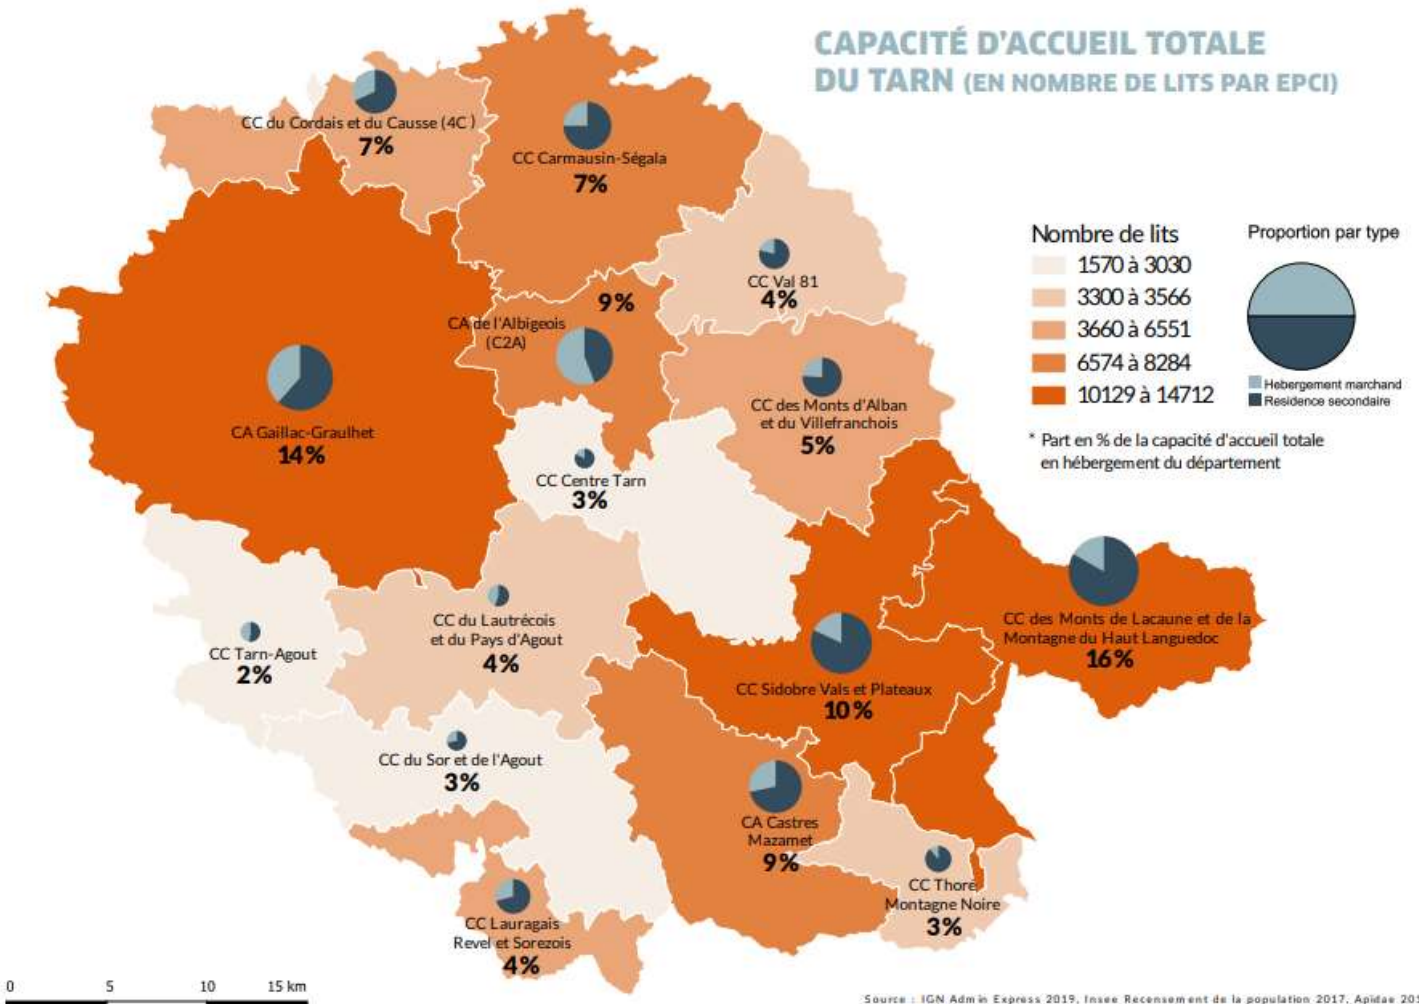 CAPACITÉ D'ACCUEIL TOTALE
DU TARN (EN NOMBRE DE LITS PAR EPCI)
CC du Cordais et du Causse (4C )
7%
CC Carmausin-Ségala
7%
CC Val 81
4%
9%
CA de l'Albigeois
(C2A)
CC des Monts d'Alban
et du Villefranchois
5%
CA Gaillac-Graulhet
14%
CC Centre Tarn
3%
Nombre de lits
1570 à 3030
3300 à 3566
3660 à 6551
6574 à 8284
10129 à 14712
Proportion par type
Hebergement marchand
Residence secondaire
* Part en % de la capacité d'accueil totale
en hébergement du département
CC des Monts de Lacaune et de la
Montagne du Haut Languedoc
16%
CC du Lautrécois
et du Pays d'Agout
4%
CC Tarn-Agout
2%
CC Sidobre Vals et Plateaux
10%
CC du Sor et de l'Agout
3%
CA Castres
Mazamet
9%
CC Thore
Montagne Noire
3%
CC Lauragais
Revel et Sorezois
4%
0 5 10 15 km
Source : IGN Admin Express 2019, Insee Recensement de la population 2017, Apidae